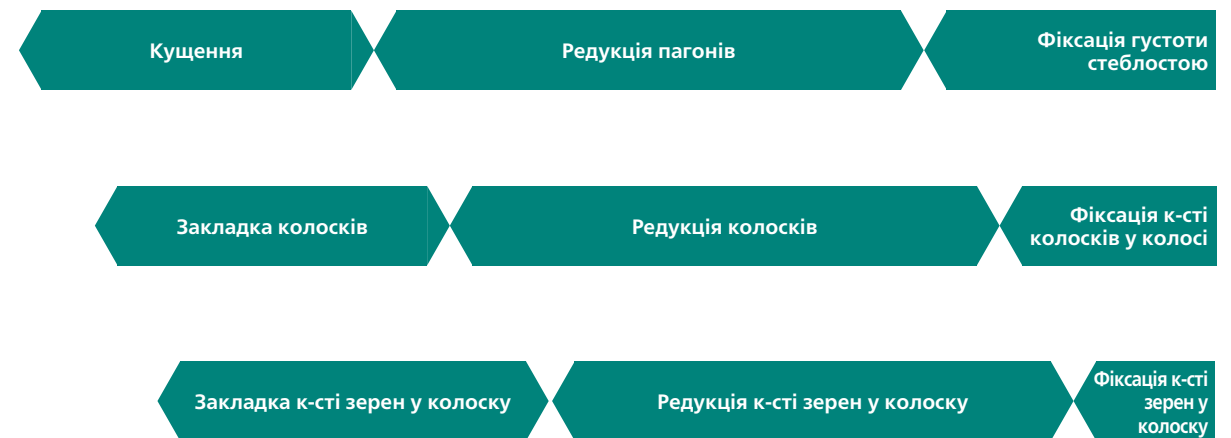 Кущення
Редукція пагонів
Фіксація густоти
стеблостою
Закладка колосків
Редукція колосків
Фіксація к-сті
колосків у колосі
Закладка к-сті зерен у колоску
Редукція к-сті зерен у колоску
Фіксація к-сті
зерен у
колоску